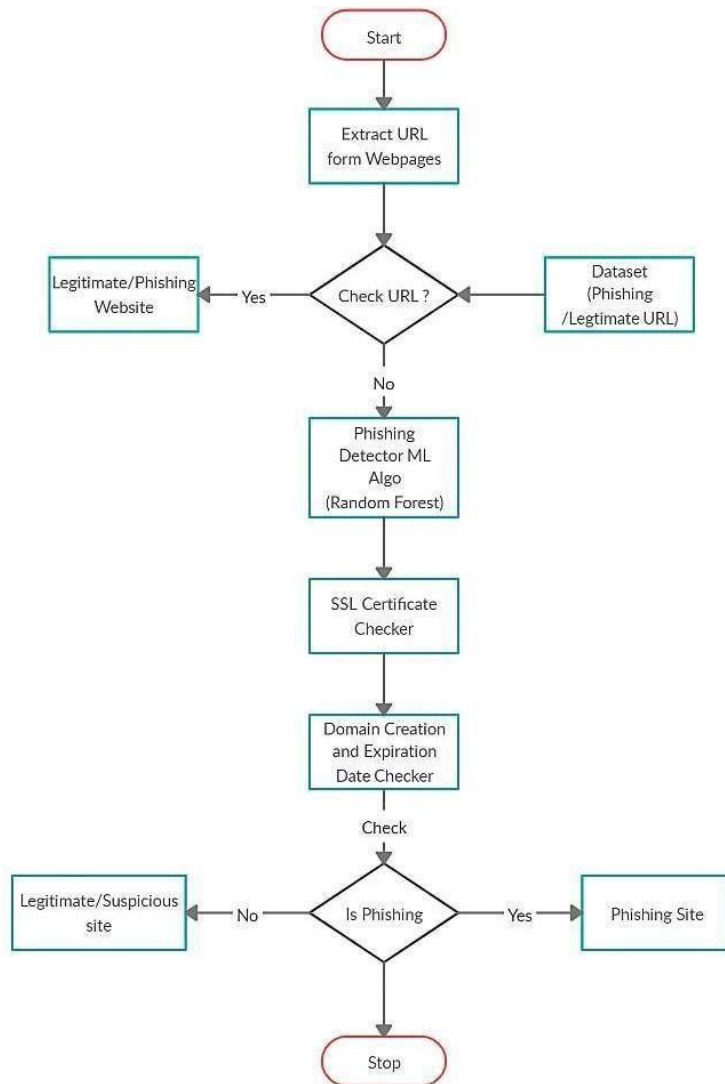 Start
Extract URL
form Webpages
Legitimate/Phishing
Website
Yes
Check URL ?
Dataset
(Phishing
/Legtimate URL)
No
Phishing
Detector ML
Algo
(Random Forest)
SSL Certificate
Checker
Domain Creation
and Expiration
Date Checker
Check
Legitimate/Suspicious
site
No
Is Phishing
Yes
Phishing Site
Stop